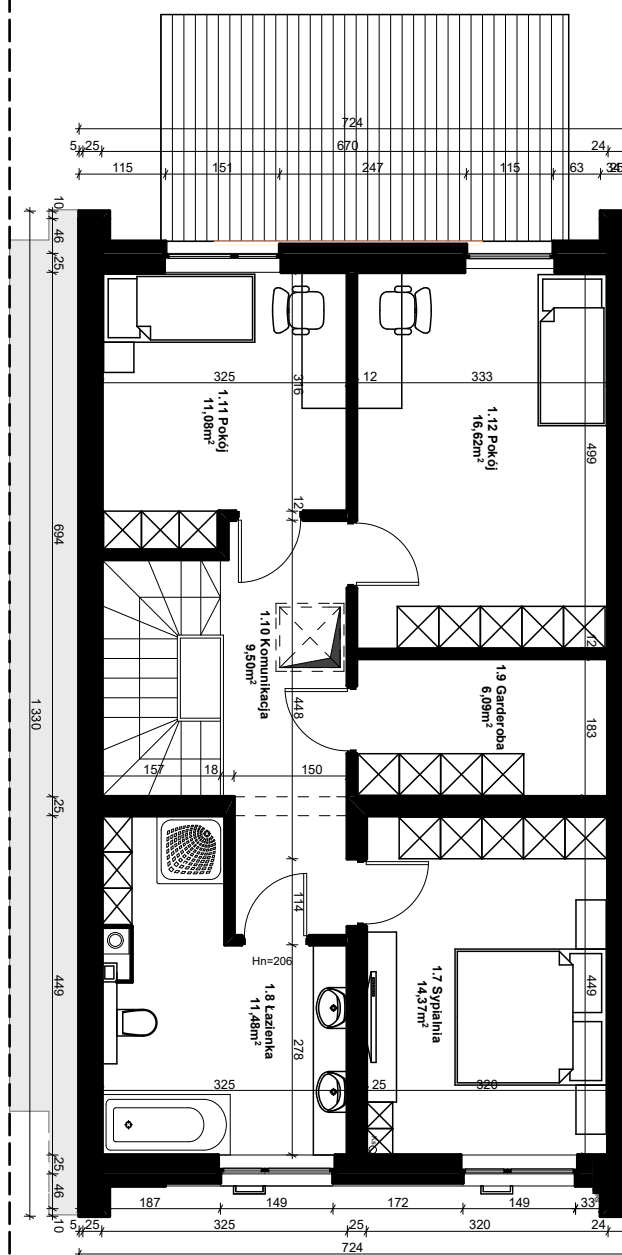 724
5 25 670 24
115 151 247 115 63 34
10
46
25
325
316
12
333
1.11 Pokój
11,08m²
1.12 Pokój
16,62m²
499
12
694
1.10 Komunikacja
9,50m²
12
1.9 Garderoba
6,09m²
448
183
1 330
157 18 150
25
114
Hn=206
1.8 Łazienka
11,48m²
1.7 Sypialnia
14,37m²
449
449
278
325 25 320
25
46
10
187 149 172 149 33
5 25 325 25 320 24
724